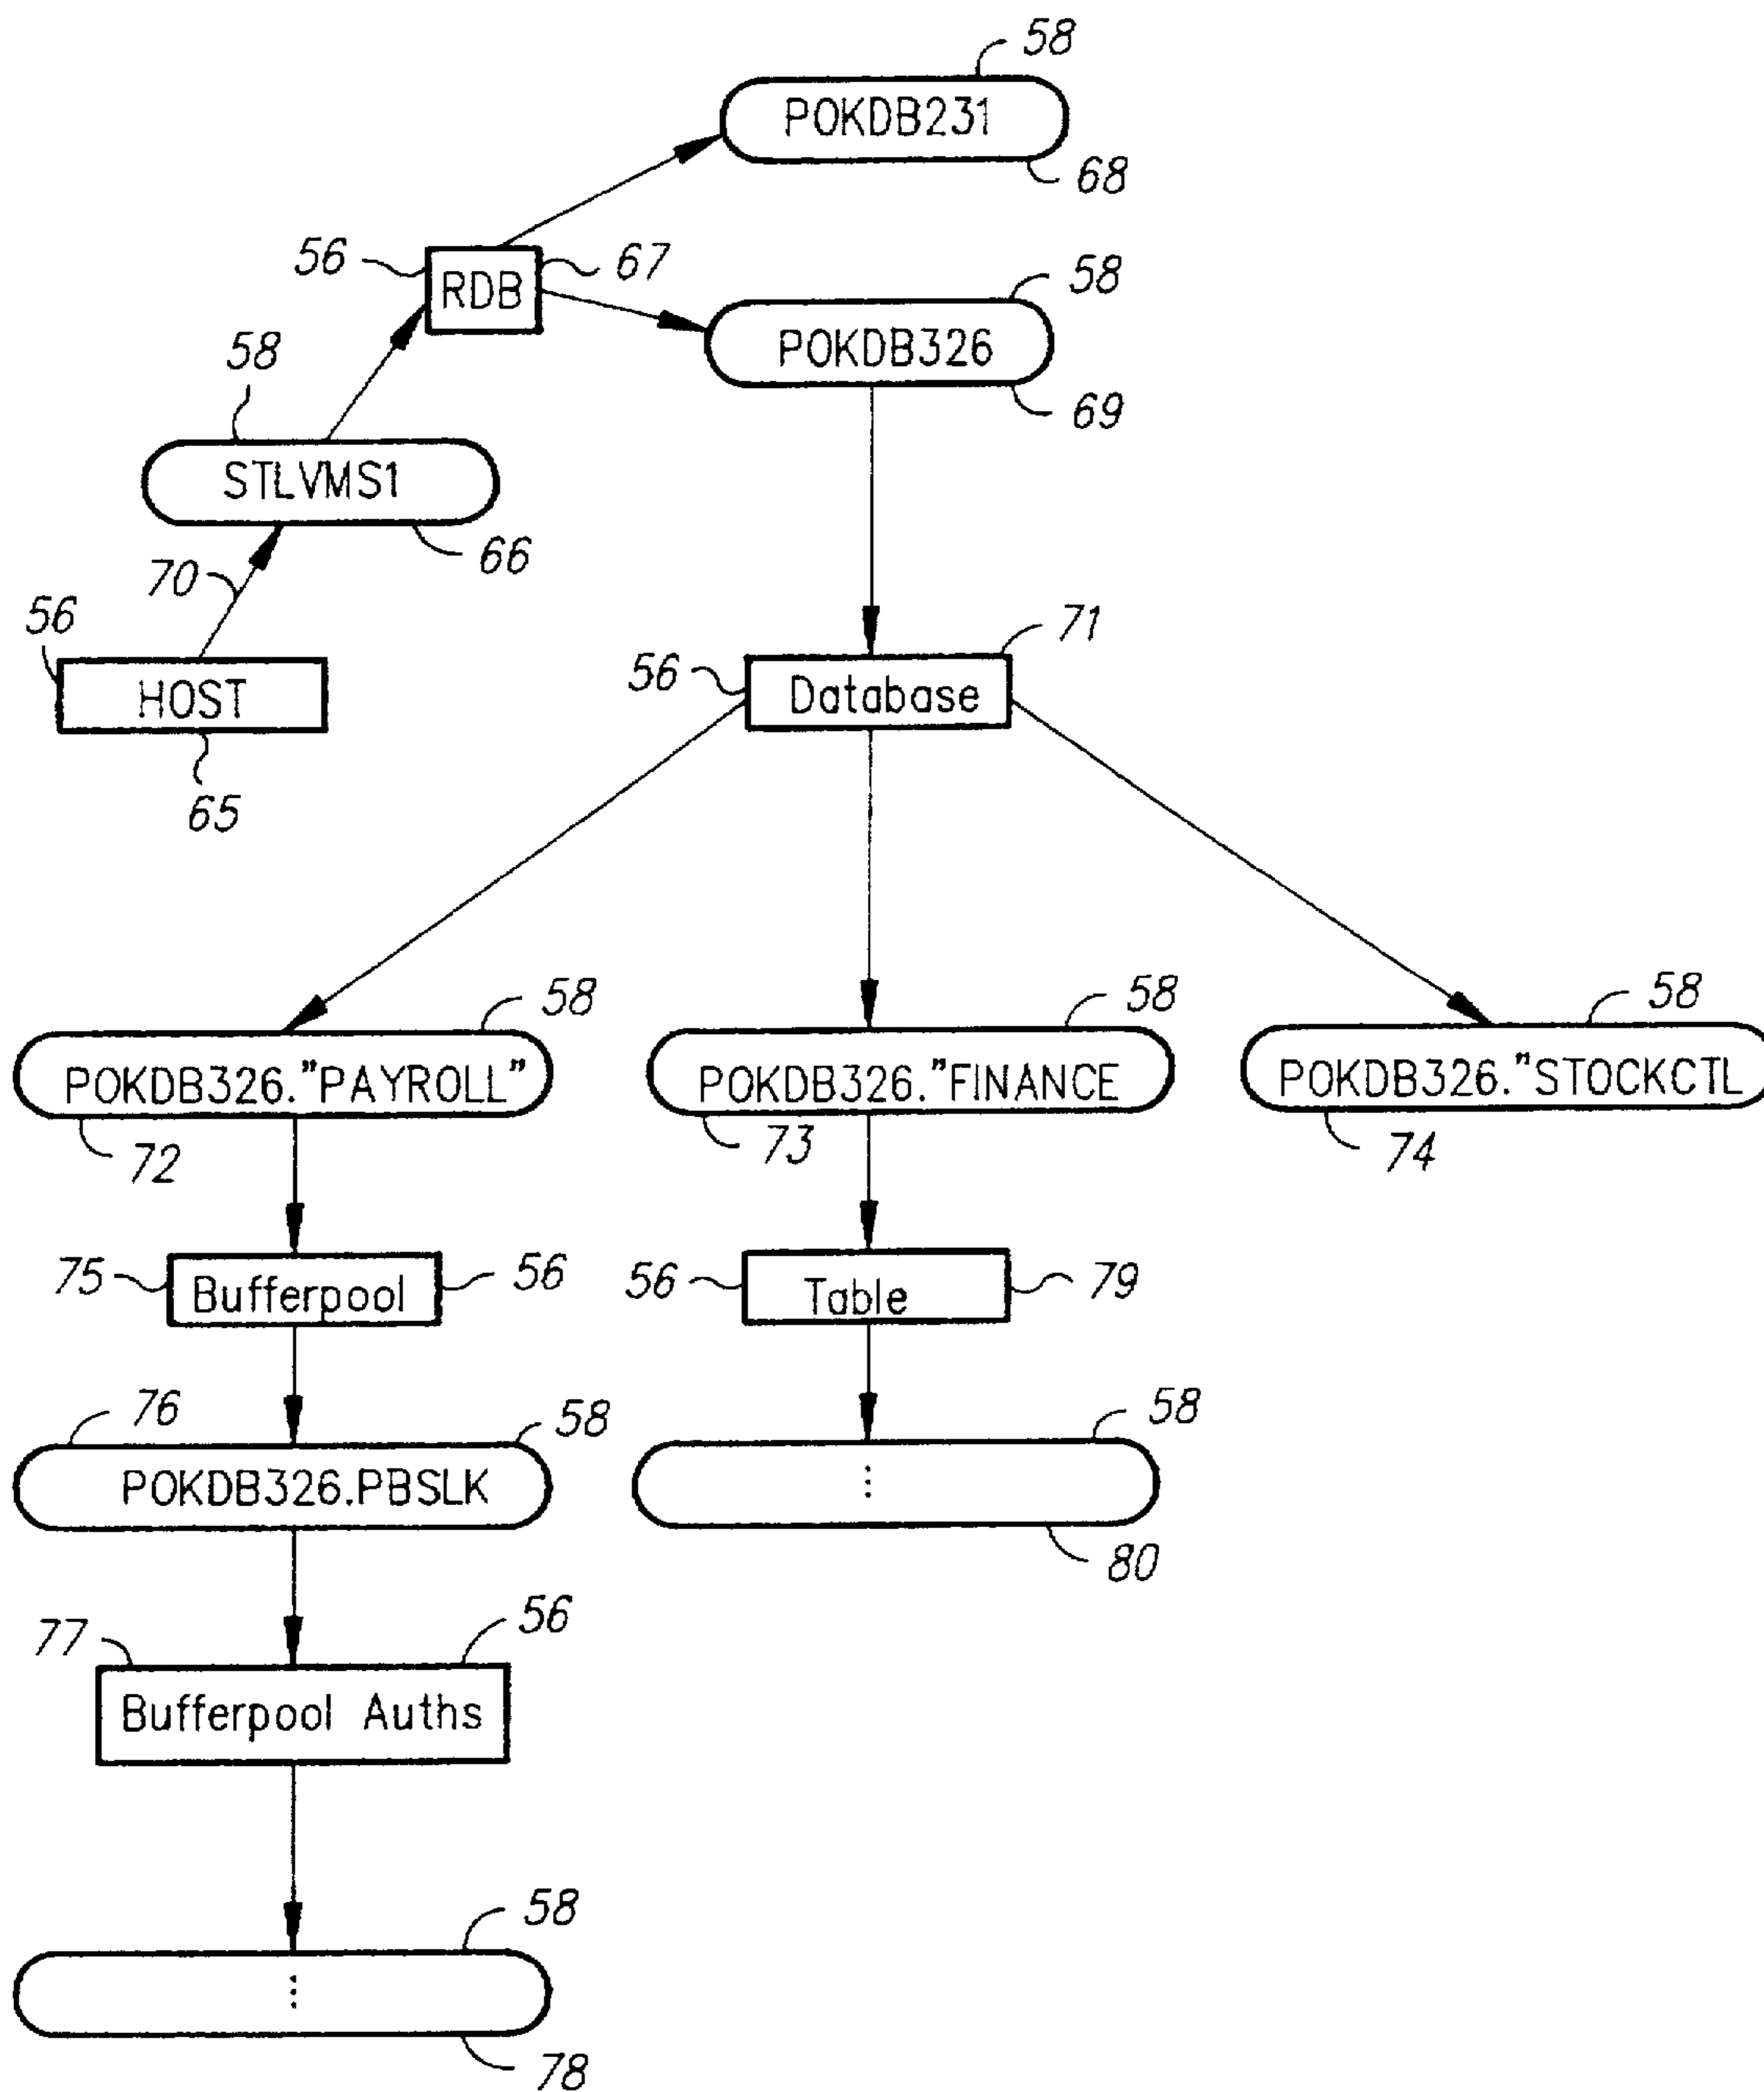 58
POKDB231
68
56
RDB
67
58
POKDB326
69
58
STLVMS1
66
70
56
HOST
65
71
56
Database
58
POKDB326."PAYROLL"
72
58
POKDB326."FINANCE
73
58
POKDB326."STOCKCTL
74
75
Bufferpool
56
56
Table
79
76
58
POKDB326.PBSLK
58
⋮
80
77
56
Bufferpool Auths
58
⋮
78